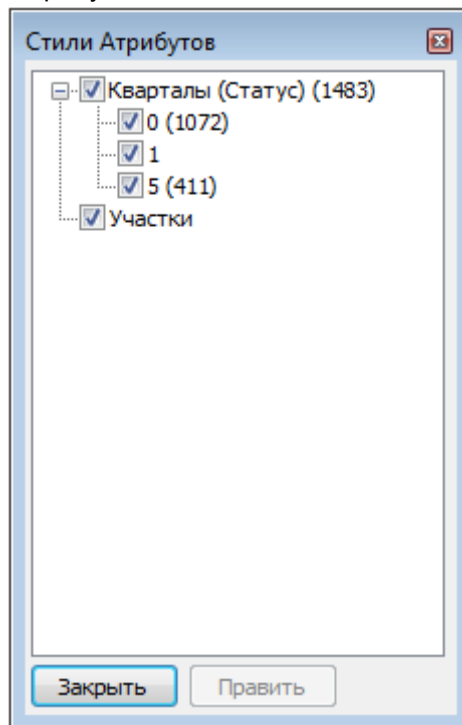 Стили Атрибутов
Кварталы (Статус) (1483)
0 (1072)
1
5 (411)
Участки
Закрыть
Править